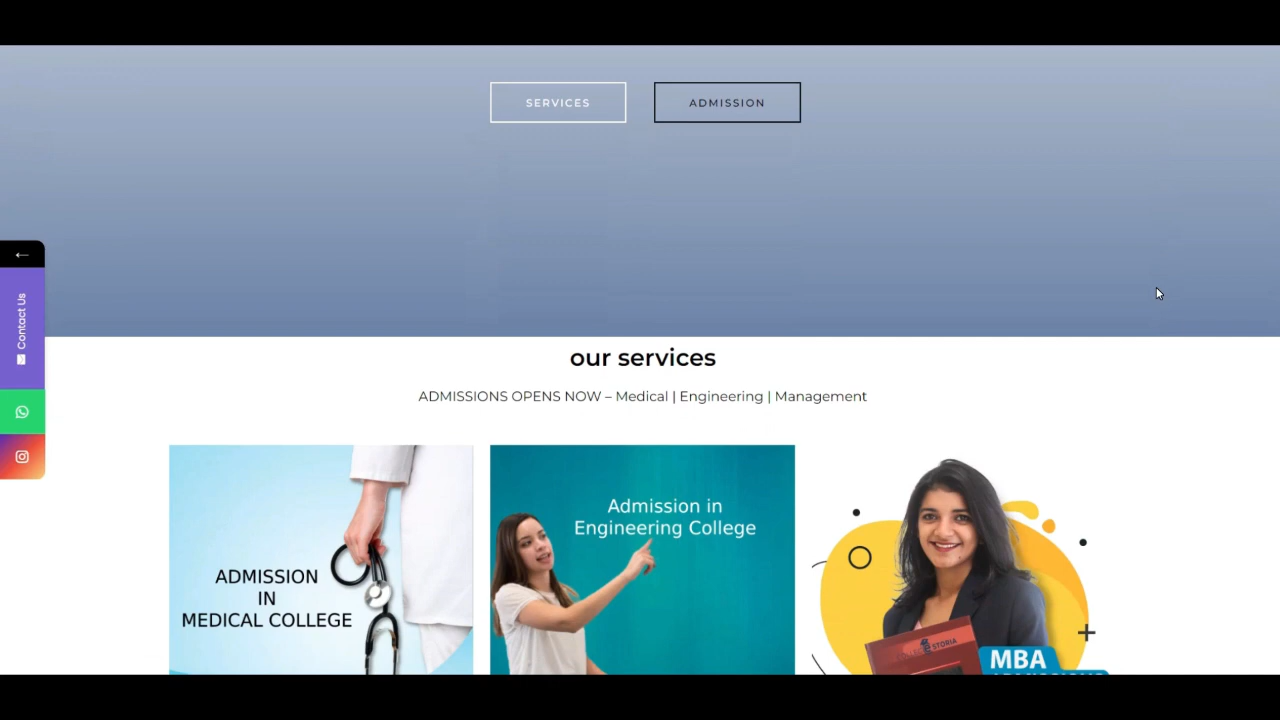 SERVICES
ADMISSION
Contact Us
our services
ADMISSIONS OPENS NOW – Medical | Engineering | Management
ADMISSION
IN
MEDICAL COLLEGE
Admission in
Engineering College
STORIA
MBA